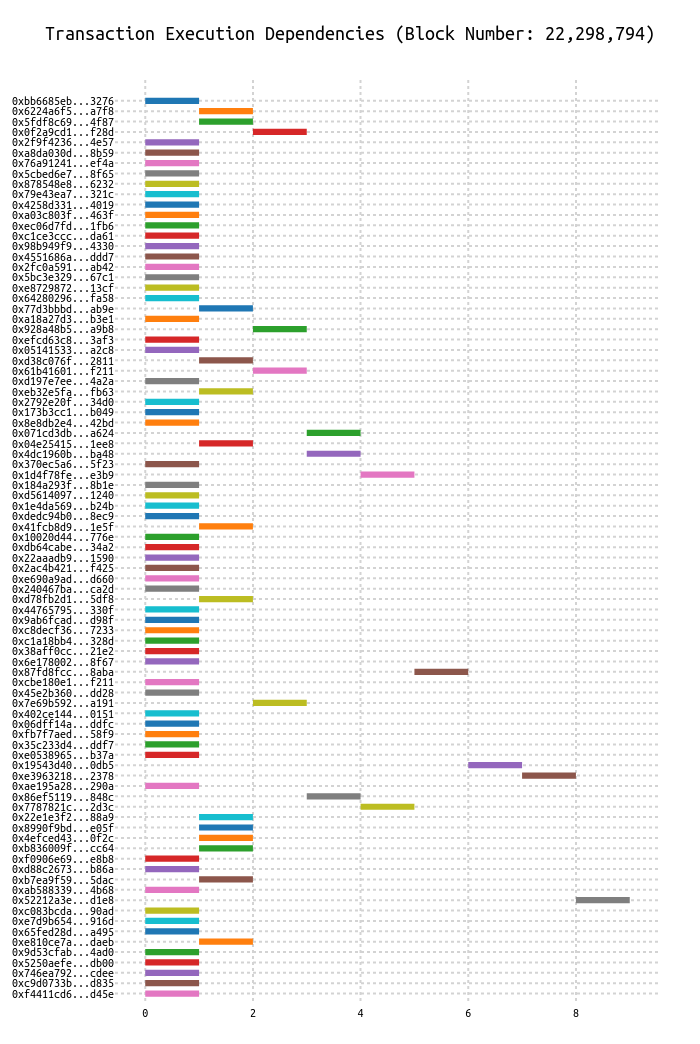 Transaction Execution Dependencies (Block Number: 22,298,794)
0xbb6685eb...3276
0x6224a6f5...a7f8
0x5fdf8c69...4f87
0x0f2a9cd1...f28d
0x2f9f4236...4e57
0xa8da030d...8b59
0x76a91241...ef4a
0x5cbed6e7...8f65
0x878548e8...6232
0x79e43ea7...321c
0x4258d331...4019
0xa03c803f...463f
0xec06d7fd...1fb6
0xc1ce3ccc...da61
0x98b949f9...4330
0x4551686a...ddd7
0x2fc0a591...ab42
0x5bc3e329...67c1
0xe8729872...13cf
0x64280296...fa58
0x77d3bbbd...ab9e
0xa18a27d3...b3e1
0x928a48b5...a9b8
0xefcd63c8...3af3
0x05141533...a2c8
0xd38c076f...2811
0x61b41601...f211
0xd197e7ee...4a2a
0xeb32e5fa...fb63
0x2792e20f...34d0
0x173b3cc1...b049
0x8e8db2e4...42bd
0x071cd3db...a624
0x04e25415...1ee8
0x4dc1960b...ba48
0x370ec5a6...5f23
0x1d4f78fe...e3b9
0x184a293f...8b1e
0xd5614097...1240
0x1e4da569...b24b
0xdedc94b0...8ec9
0x41fcb8d9...1e5f
0x10020d44...776e
0xdb64cabe...34a2
0x22aaadb9...1590
0x2ac4b421...f425
0xe690a9ad...d660
0x240467ba...ca2d
0xd78fb2d1...5df8
0x44765795...330f
0x9ab6fcad...d98f
0xc8decf36...7233
0xc1a18bb4...328d
0x38aff0cc...21e2
0x6e178002...8f67
0x87fd8fcc...8aba
0xcbe180e1...f211
0x45e2b360...dd28
0x7e69b592...a191
0x402ce144...0151
0x06dff14a...ddfc
0xfb7f7aed...58f9
0x35c233d4...ddf7
0xe0538965...b37a
0x19543d40...0db5
0xe3963218...2378
0xae195a28...290a
0x86ef5119...848c
0x7787821c...2d3c
0x22e1e3f2...88a9
0x8990f9bd...e05f
0x4efced43...0f2c
0xb836009f...cc64
0xf0906e69...e8b8
0xd88c2673...b86a
0xb7ea9f59...5dac
0xab588339...4b68
0x52212a3e...d1e8
0xc083bcda...90ad
0xe7d9b654...916d
0x65fed28d...a495
0xe810ce7a...daeb
0x9d53cfab...4ad0
0x5250aefe...db00
0x746ea792...cdee
0xc9d0733b...d835
0xf4411cd6...d45e
0 2 4 6 8